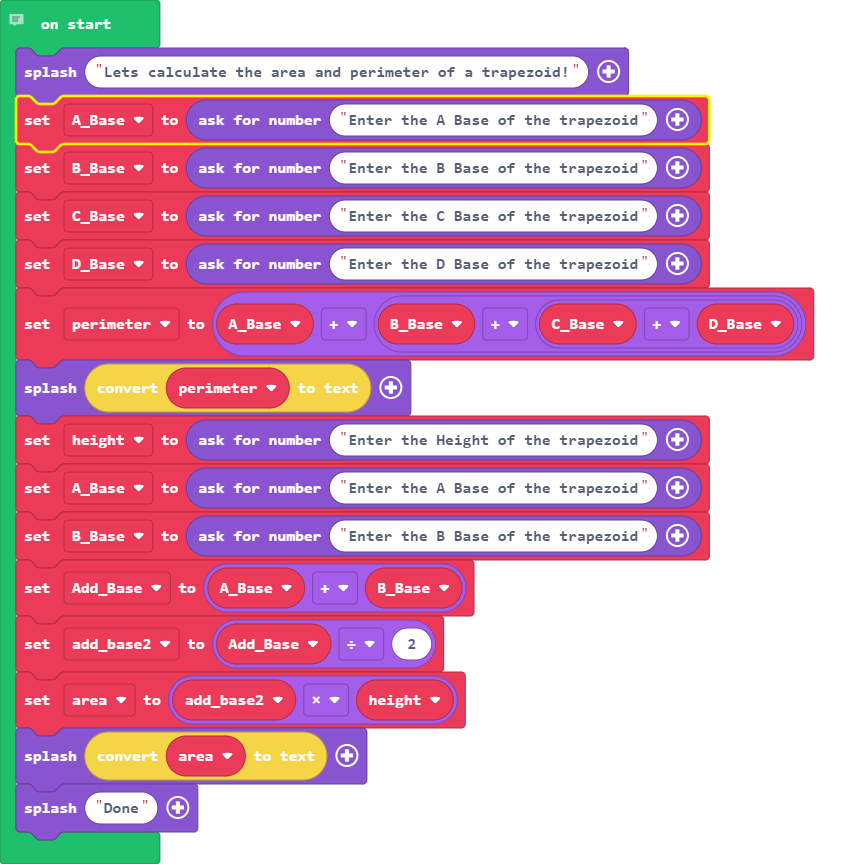 on start
splash "Lets calculate the area and perimeter of a trapezoid!"
set A_Base to ask for number "Enter the A Base of the trapezoid"
set B_Base to ask for number "Enter the B Base of the trapezoid"
set C_Base to ask for number "Enter the C Base of the trapezoid"
set D_Base to ask for number "Enter the D Base of the trapezoid"
set perimeter to A_Base + B_Base + C_Base + D_Base
splash convert perimeter to text
set height to ask for number "Enter the Height of the trapezoid"
set A_Base to ask for number "Enter the A Base of the trapezoid"
set B_Base to ask for number "Enter the B Base of the trapezoid"
set Add_Base to A_Base + B_Base
set add_base2 to Add_Base ÷ 2
set area to add_base2 × height
splash convert area to text
splash "Done"